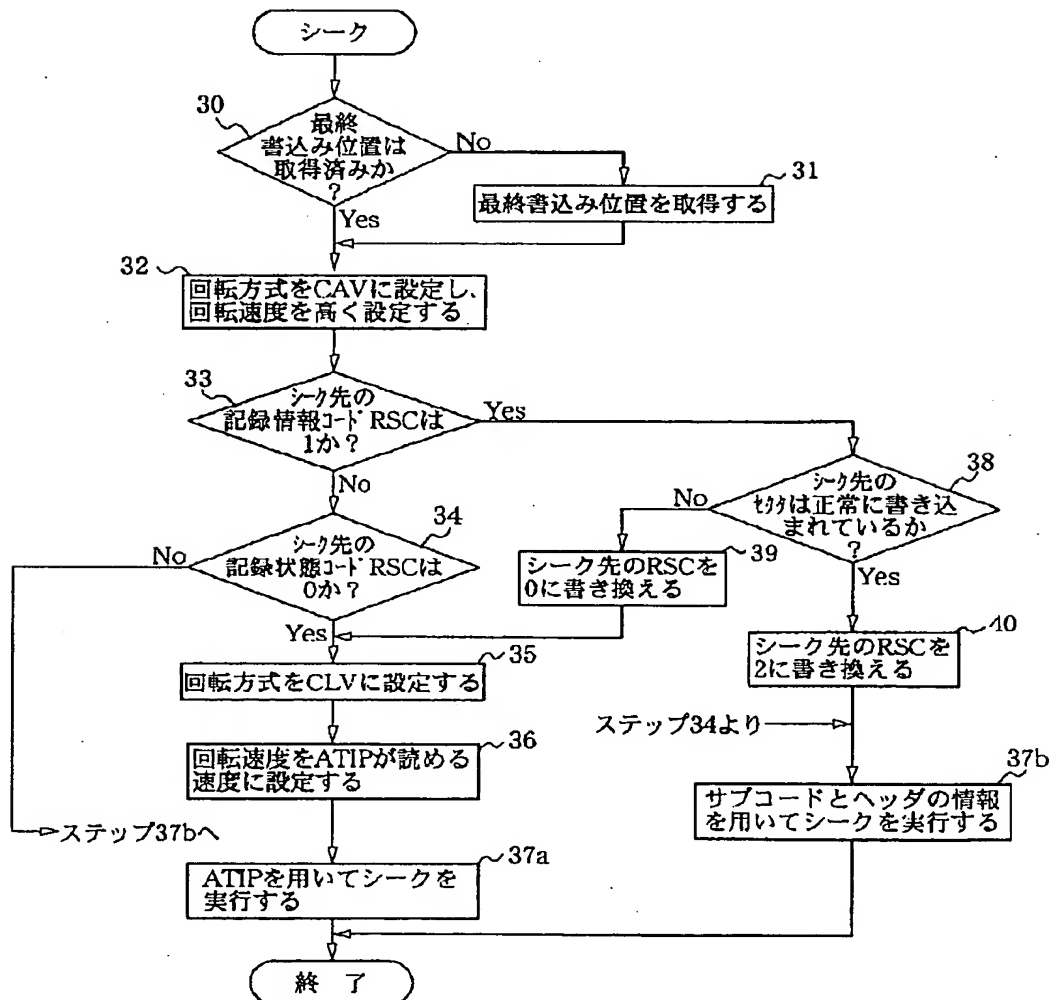 シーク
30
最終
書込み位置は
取得済みか
?
No
Yes
31
最終書込み位置を取得する
32
回転方式をCAVに設定し、
回転速度を高く設定する
33
シーク先の
記録情報コードRSCは
1か?
Yes
No
34
シーク先の
記録状態コードRSCは
0か?
No
Yes
38
シーク先の
セクタは正常に書き込
まれているか
?
No
Yes
39
シーク先のRSCを
0に書き換える
40
シーク先のRSCを
2に書き換える
35
回転方式をCLVに設定する
ステップ34より
36
回転速度をATIPが読める
速度に設定する
37b
サブコードとヘッダの情報
を用いてシークを実行する
ステップ37bへ
37a
ATIPを用いてシークを
実行する
終 了